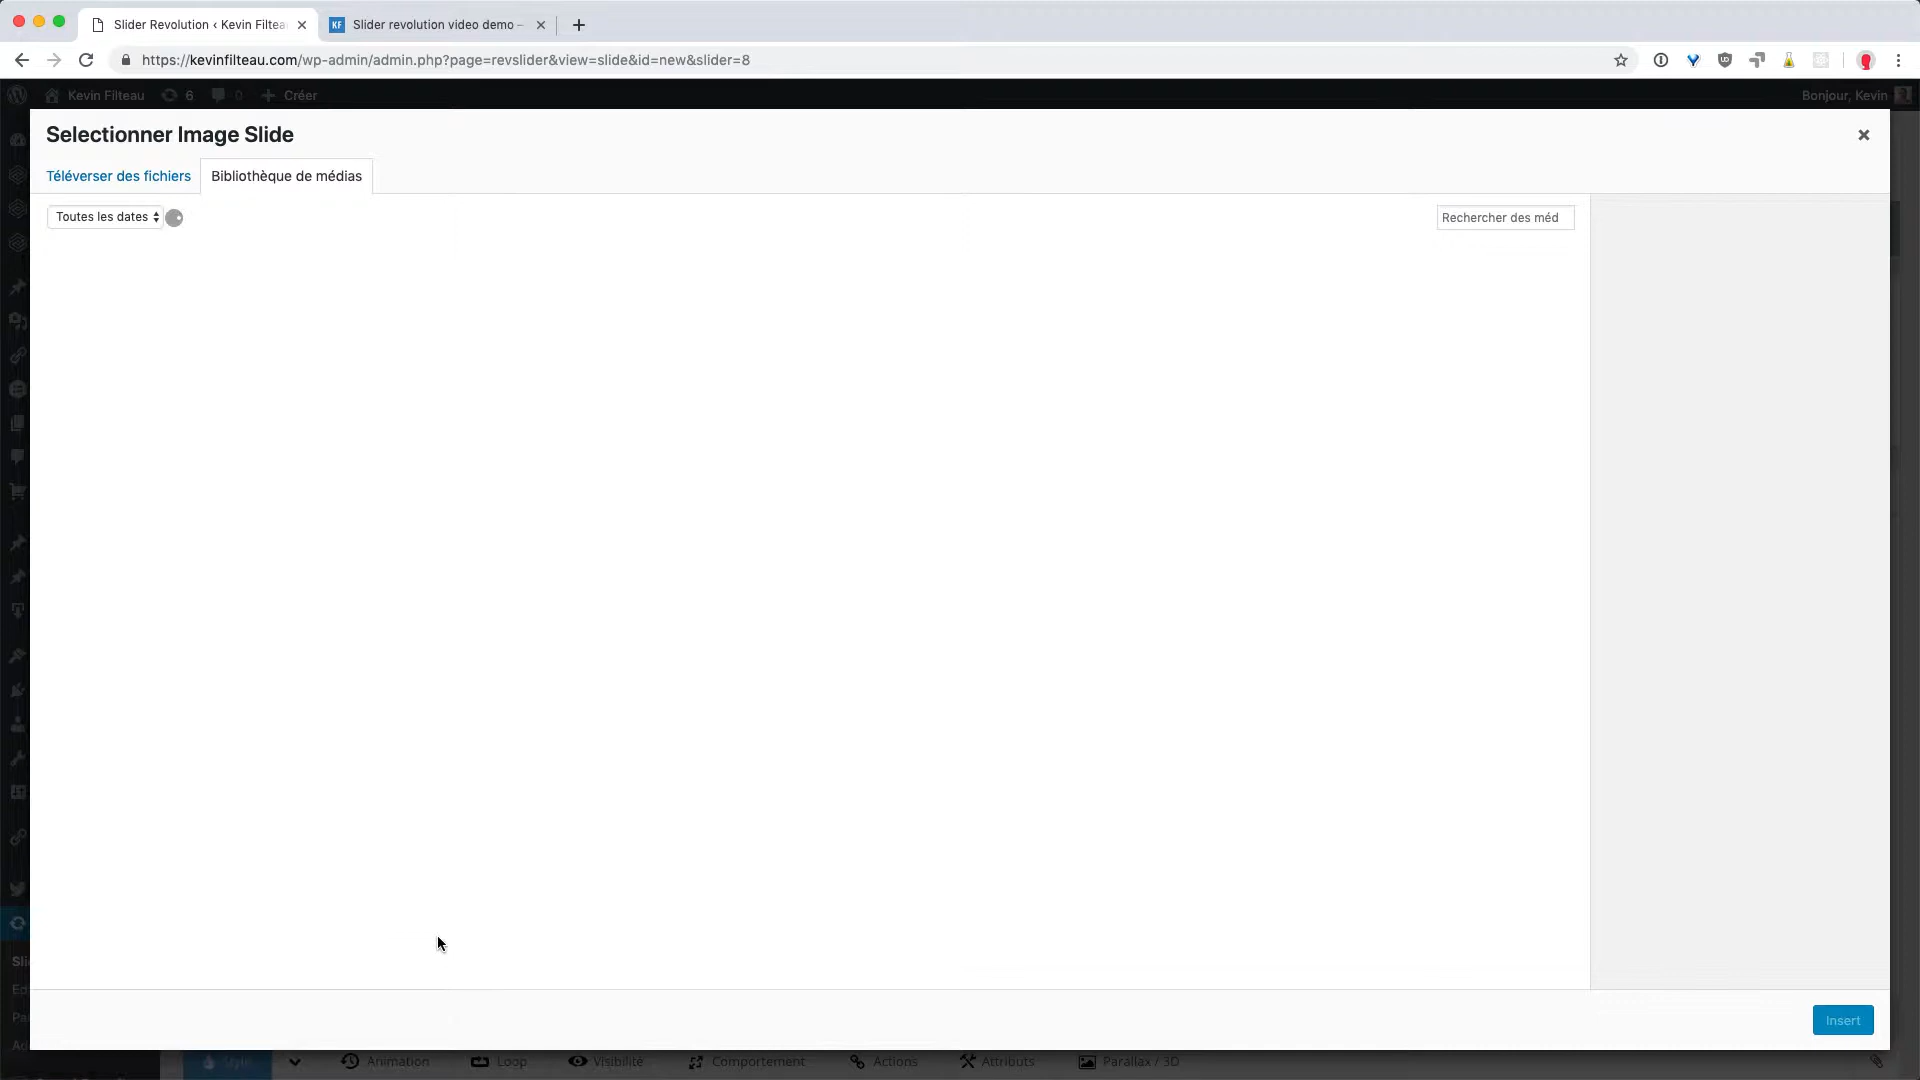 Slider Revolution ‹ Kevin Filtea
KF Slider revolution video demo –
https://kevinfilteau.com/wp-admin/admin.php?page=revslider&view=slide&id=new&slider=8
Kevin Filteau 6 0 Créer Bonjour, Kevin
Selectionner Image Slide
Téléverser des fichiers Bibliothèque de médias
Toutes les dates Rechercher des méd
Insert
Style Animation Loop Visibilité Comportement Actions Attributs Parallax / 3D